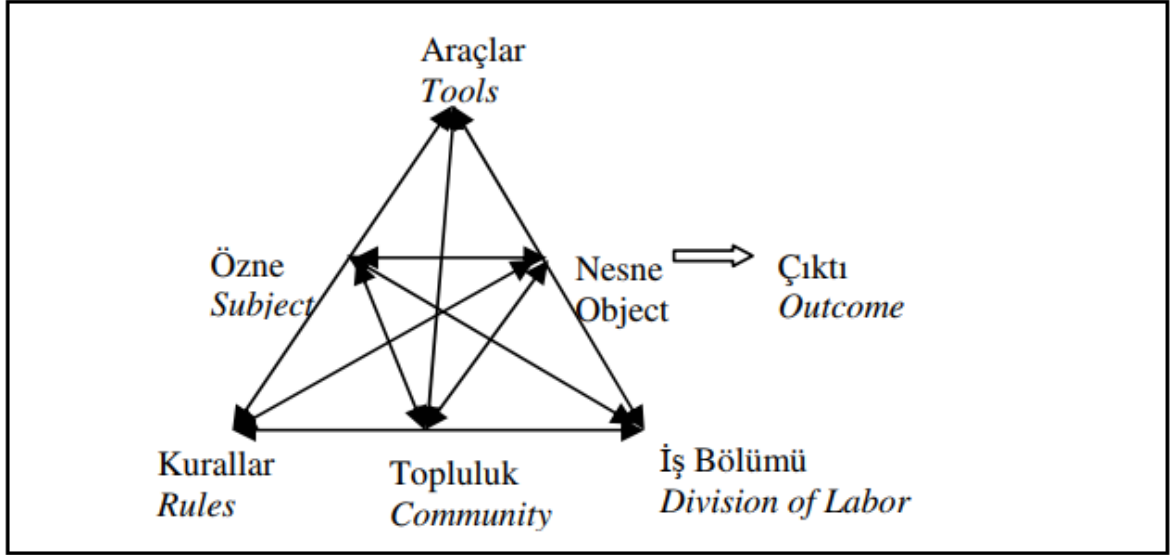 Araçlar
Tools
Özne
Subject
Nesne
Object
Çıktı
Outcome
Kurallar
Rules
Topluluk
Community
İş Bölümü
Division of Labor